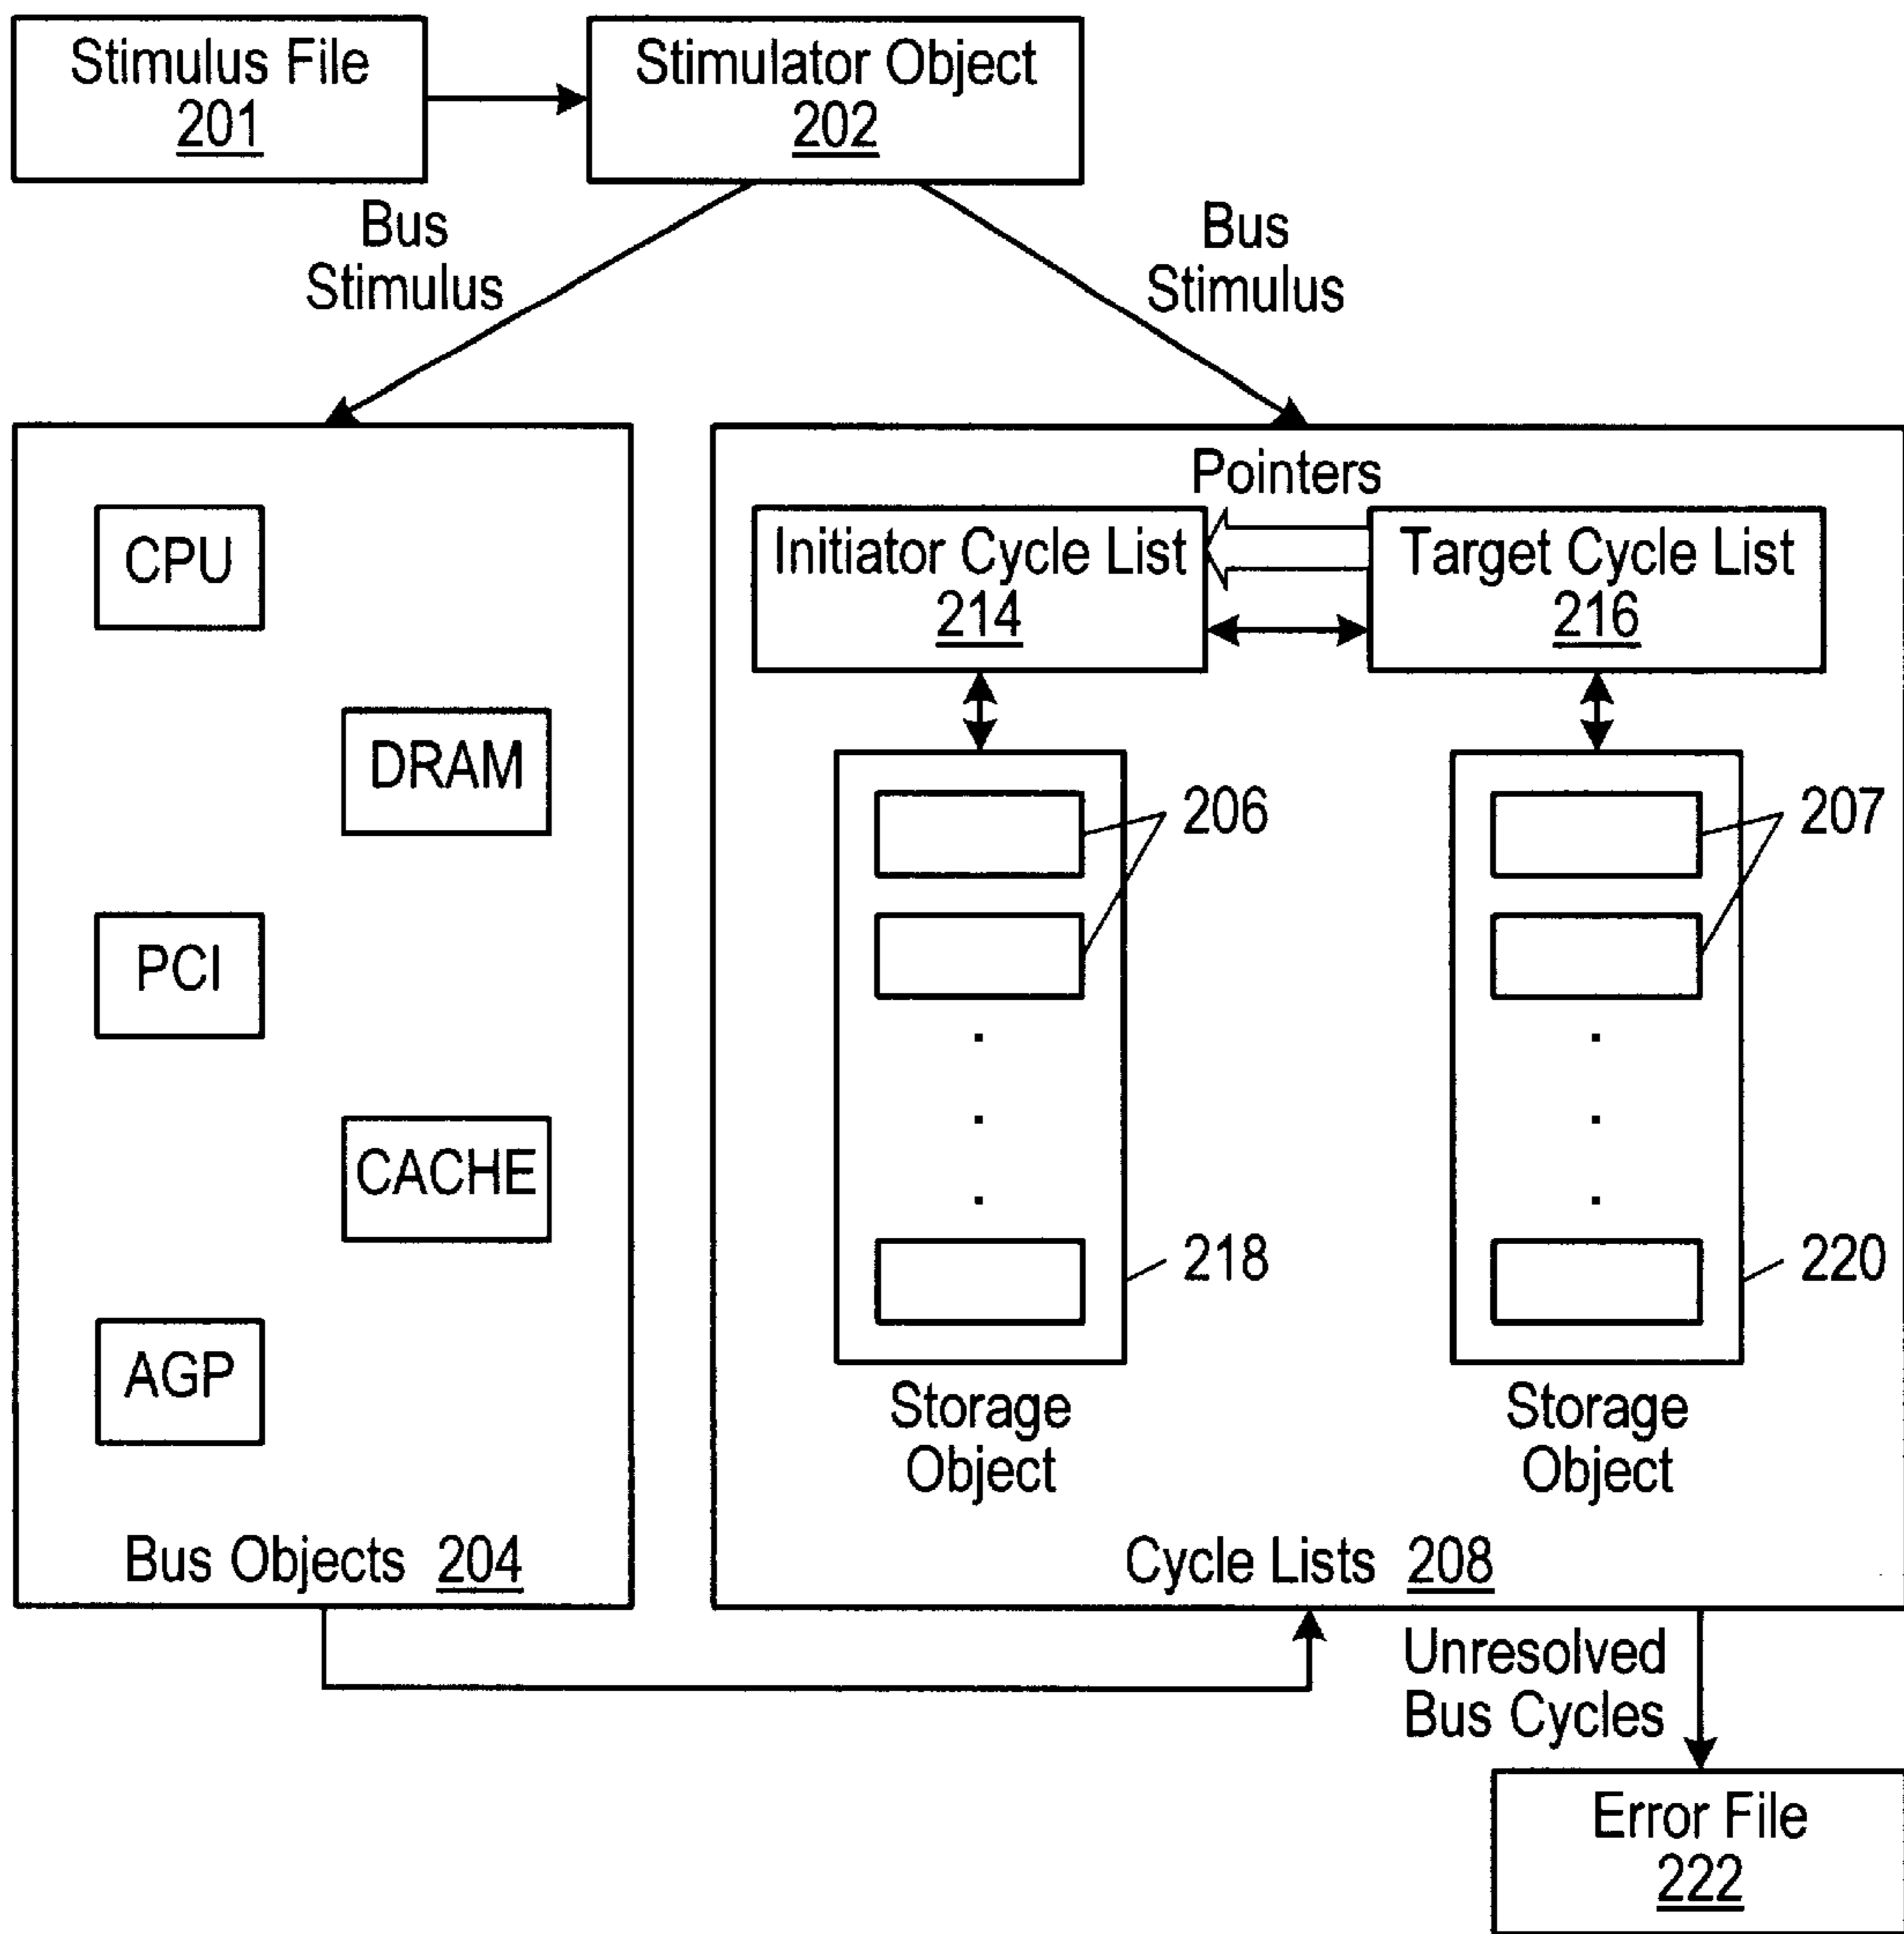 Stimulus File
201
Stimulator Object
202
Bus
Stimulus
Bus
Stimulus
CPU
DRAM
PCI
CACHE
AGP
Bus Objects 204
Pointers
Initiator Cycle List
214
Target Cycle List
216
206
207
218
220
Storage
Object
Storage
Object
Cycle Lists 208
Unresolved
Bus Cycles
Error File
222